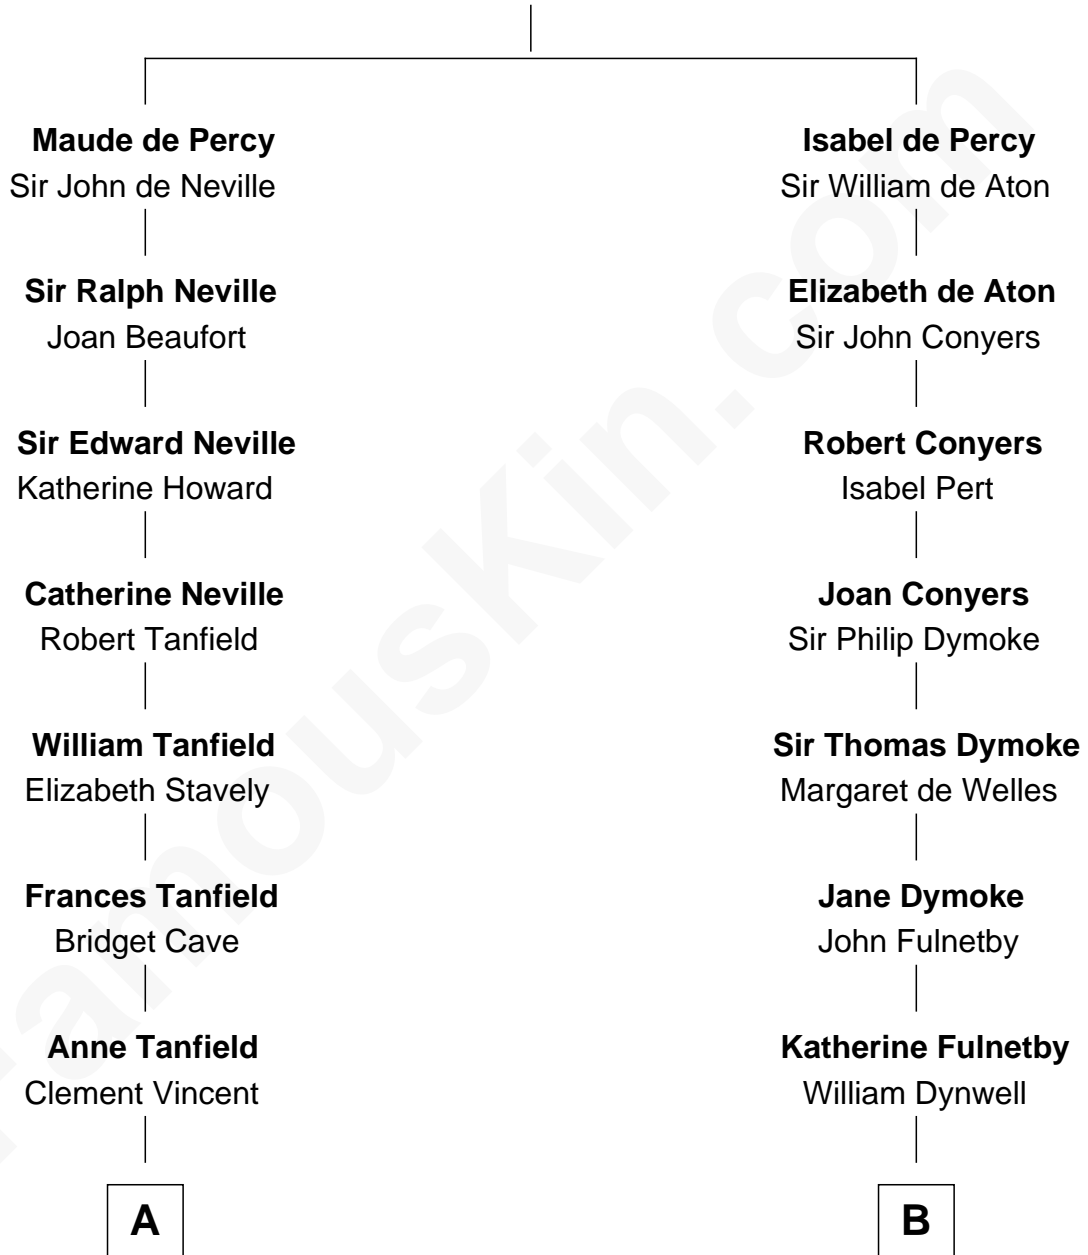 Maude de Percy
Sir John de Neville
Sir Ralph Neville
Joan Beaufort
Sir Edward Neville
Katherine Howard
Catherine Neville
Robert Tanfield
William Tanfield
Elizabeth Stavely
Frances Tanfield
Bridget Cave
Anne Tanfield
Clement Vincent
A
Isabel de Percy
Sir William de Aton
Elizabeth de Aton
Sir John Conyers
Robert Conyers
Isabel Pert
Joan Conyers
Sir Philip Dymoke
Sir Thomas Dymoke
Margaret de Welles
Jane Dymoke
John Fulnetby
Katherine Fulnetby
William Dynwell
B
FamousKin.com